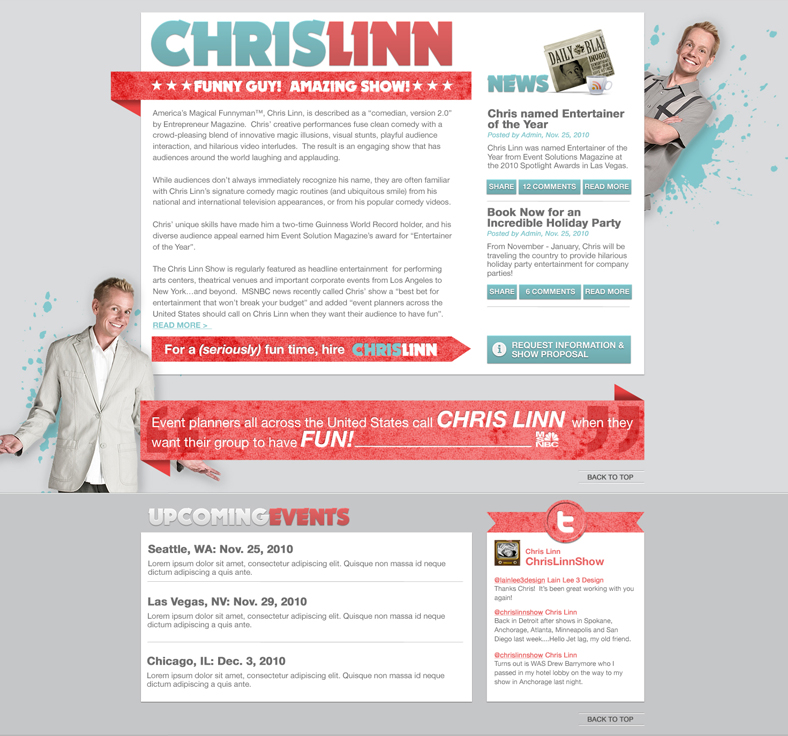 CHRISLINN
★★★FUNNY GUY! AMAZING SHOW!★★★
America's Magical Funnyman™, Chris Linn, is described as a "comedian, version 2.0"
by Entrepreneur Magazine. Chris' creative performances fuse clean comedy with a
crowd-pleasing blend of innovative magic illusions, visual stunts, playful audience
interaction, and hilarious video interludes. The result is an engaging show that has
audiences around the world laughing and applauding.
While audiences don't always immediately recognize his name, they are often familiar
with Chris Linn's signature comedy magic routines (and ubiquitous smile) from his
national and international television appearances, or from his popular comedy videos.
Chris' unique skills have made him a two-time Guinness World Record holder, and his
diverse audience appeal earned him Event Solution Magazine's award for "Entertainer
of the Year".
The Chris Linn Show is regularly featured as headline entertainment for performing
arts centers, theatrical venues and important corporate events from Los Angeles to
New York...and beyond. MSNBC news recently called Chris' show a "best bet for
entertainment that won't break your budget" and added "event planners across the
United States should call on Chris Linn when they want their audience to have fun".
READ MORE >
For a (seriously) fun time, hire CHRISLINN
NEWS
DAILY BLAH
Chris named Entertainer
of the Year
Posted by Admin, Nov. 25, 2010
Chris Linn was named Entertainer of the
Year from Event Solutions Magazine at
the 2010 Spotlight Awards in Las Vegas.
SHARE 12 COMMENTS READ MORE
Book Now for an
Incredible Holiday Party
Posted by Admin, Nov. 25, 2010
From November - January, Chris will be
traveling the country to provide hilarious
holiday party entertainment for company
parties!
SHARE 6 COMMENTS READ MORE
i REQUEST INFORMATION &
SHOW PROPOSAL
Event planners all across the United States call CHRIS LINN when they
want their group to have FUN! MSNBC
BACK TO TOP
UPCOMINGEVENTS
Seattle, WA: Nov. 25, 2010
Lorem ipsum dolor sit amet, consectetur adipiscing elit. Quisque non massa id neque
dictum adipiscing a quis ante.
Las Vegas, NV: Nov. 29, 2010
Lorem ipsum dolor sit amet, consectetur adipiscing elit. Quisque non massa id neque
dictum adipiscing a quis ante.
Chicago, IL: Dec. 3, 2010
Lorem ipsum dolor sit amet, consectetur adipiscing elit. Quisque non massa id neque
dictum adipiscing a quis ante.
t
Chris Linn
ChrisLinnShow
@lainlee3design Lain Lee 3 Design
Thanks Chris! It's been great working with you
again!
@chrislinnshow Chris Linn
Back in Detroit after shows in Spokane,
Anchorage, Atlanta, Minneapolis and San
Diego last week....Hello Jet lag, my old friend.
@chrislinnshow Chris Linn
Turns out is WAS Drew Barrymore who I
passed in my hotel lobby on the way to my
show in Anchorage last night.
BACK TO TOP